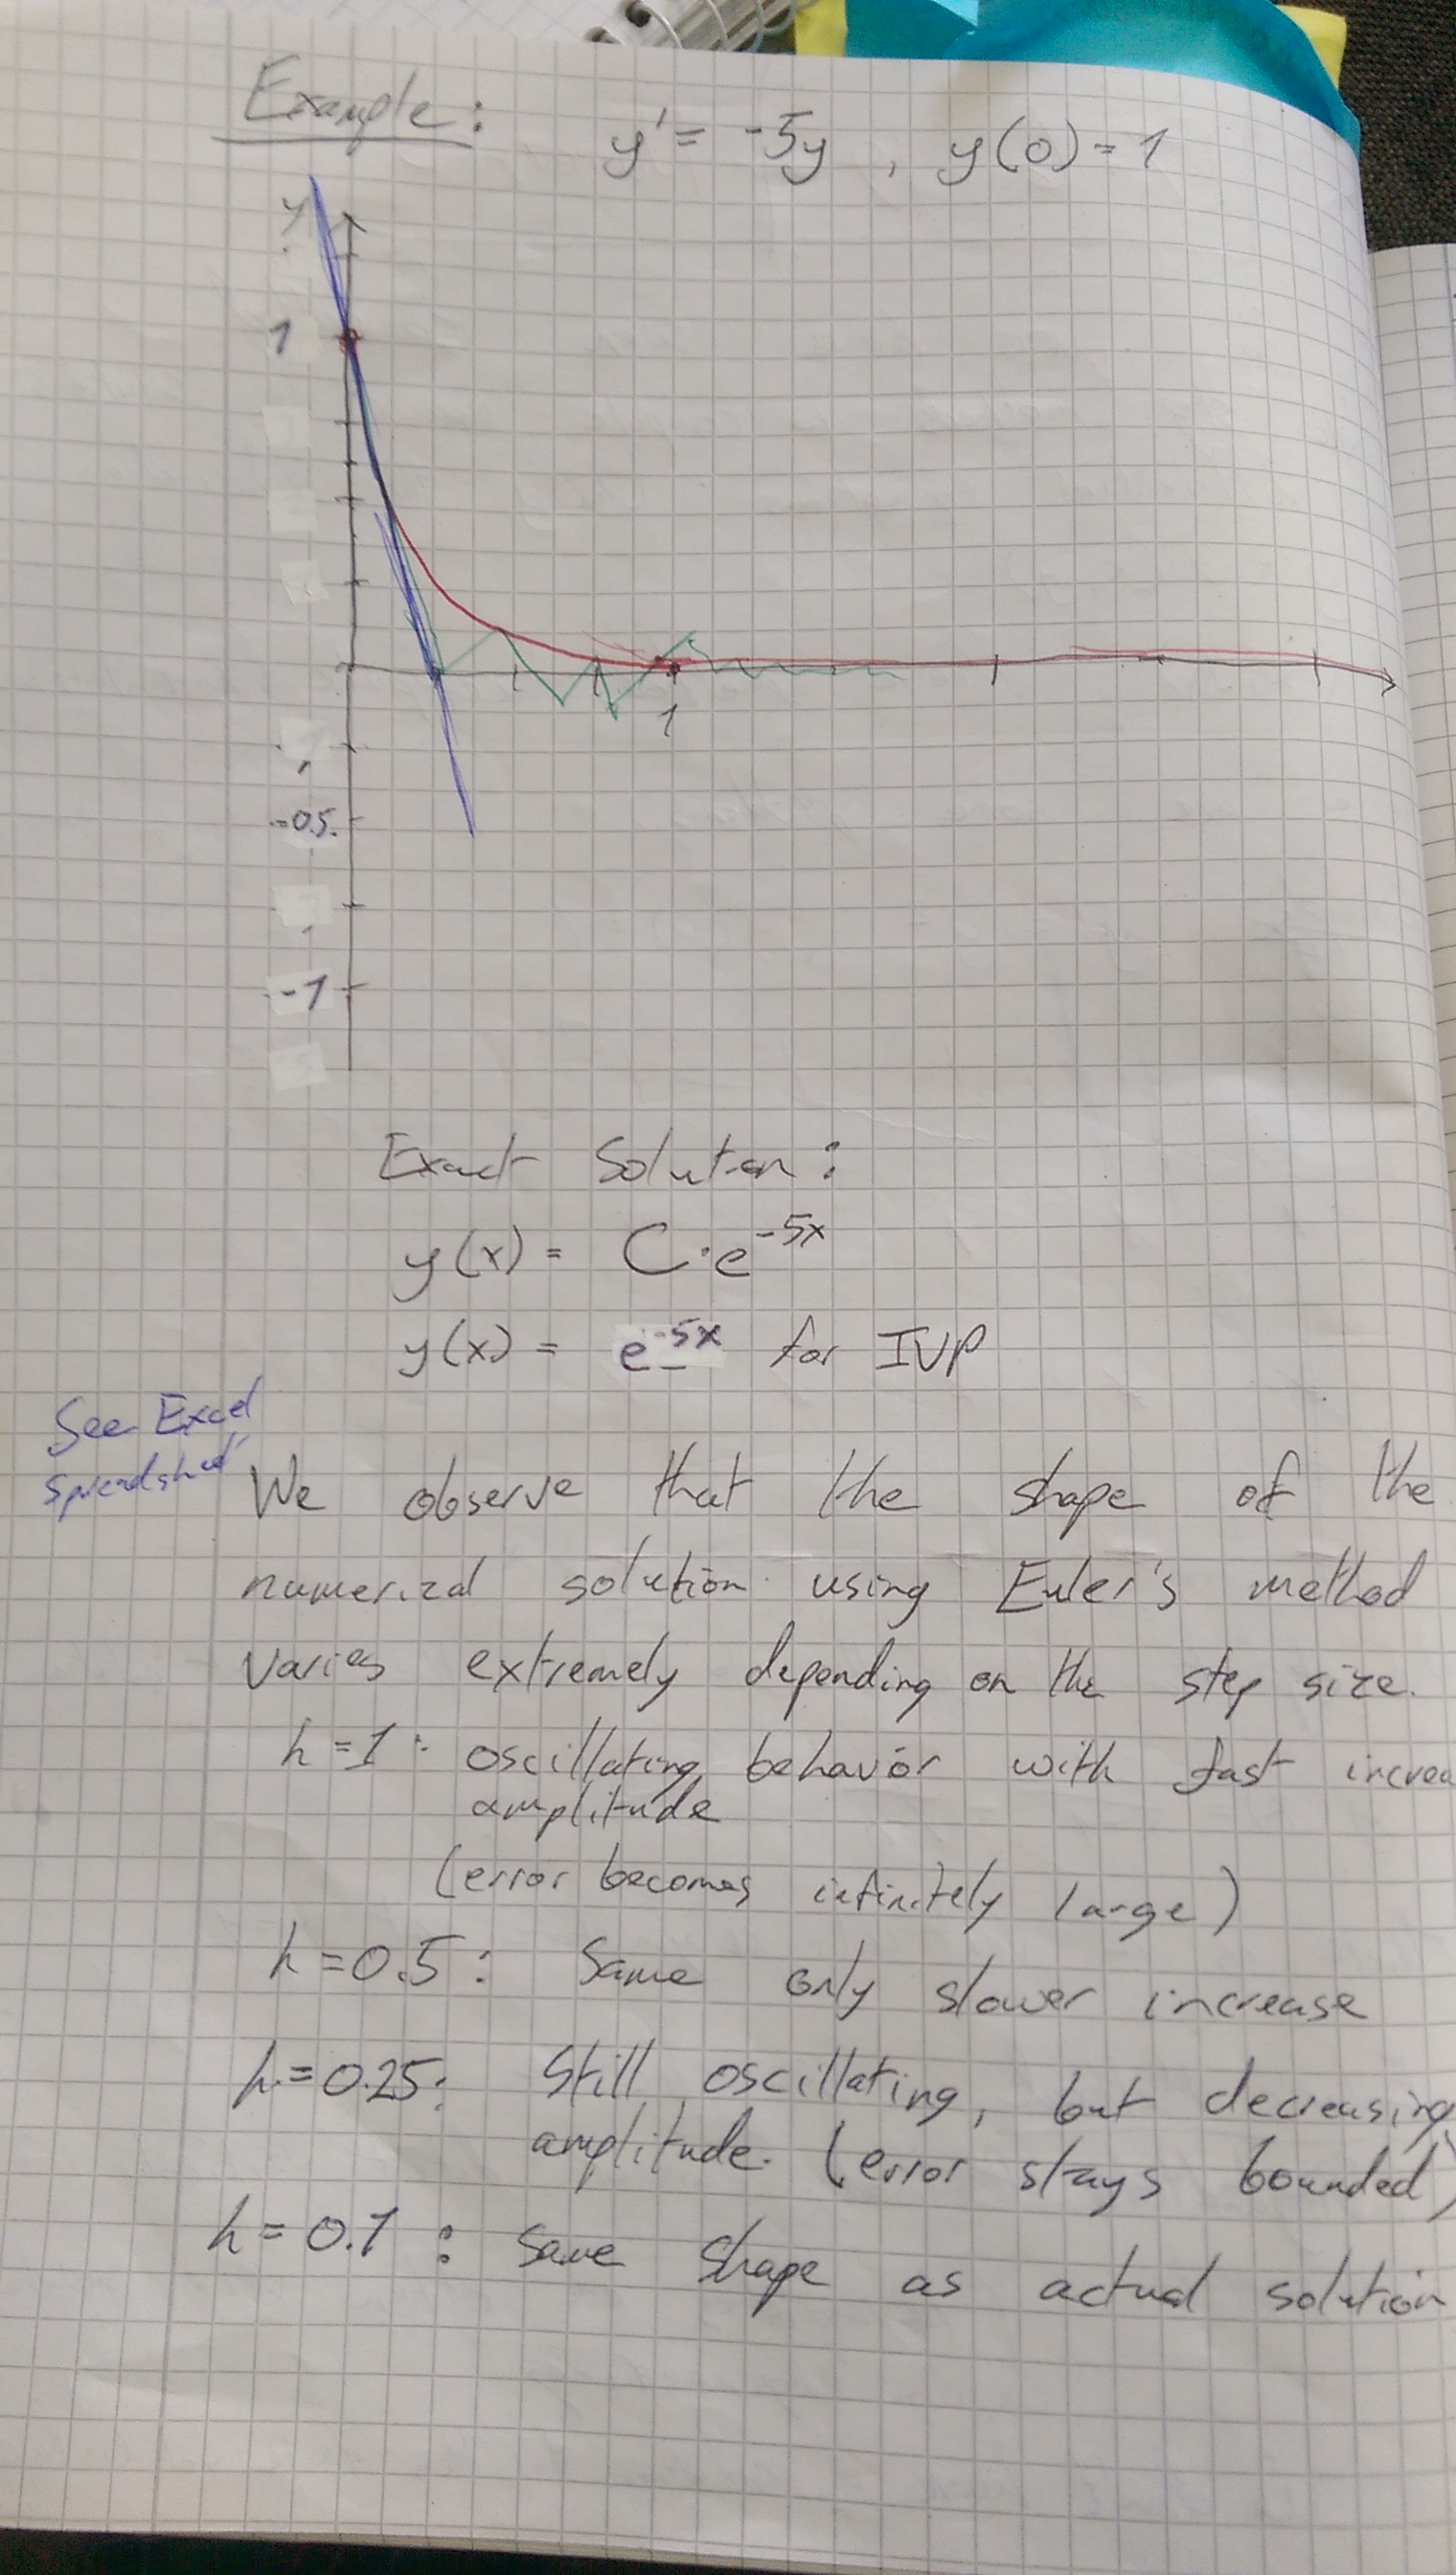 Example: y' = -5y , y(0) = 1
y
1
1
-0.5
-1
Exact Solution:
y(x) = C·e^-5x
y(x) = e^-5x for IVP
See Excel
We observe that the shape of the
numerical solution using Euler's method
varies extremely depending on the step size.
h = 1 : oscillating behavior with fast increa
amplitude
(error becomes infinitely large)
h = 0.5 : Same only slower increase
h = 0.25 : Still oscillating, but decreasing
amplitude. (error stays bounded)
h = 0.1 : Same shape as actual solution